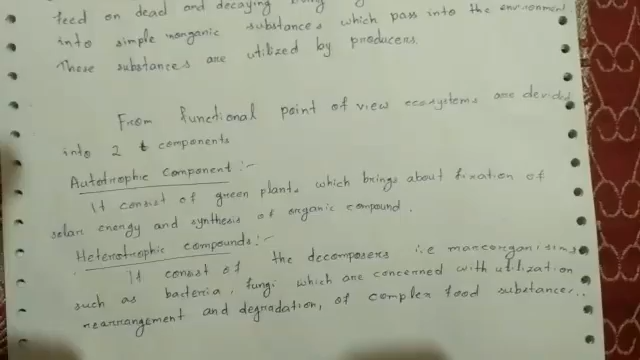 feed on dead and decaying
into simple inorganic substances which pass into the environment
These substances are utilized by producers.
From functional point of view ecosystems are devided
into 2 components
Autotrophic component :-
It consist of green plants which brings about fixation of
solar energy and synthesis of organic compound.
Heterotrophic compounds :-
It consist of the decomposers i.e
such as bacteria, fungi which are concerned with utilization
rearrangement and degradation, of complex food substances..